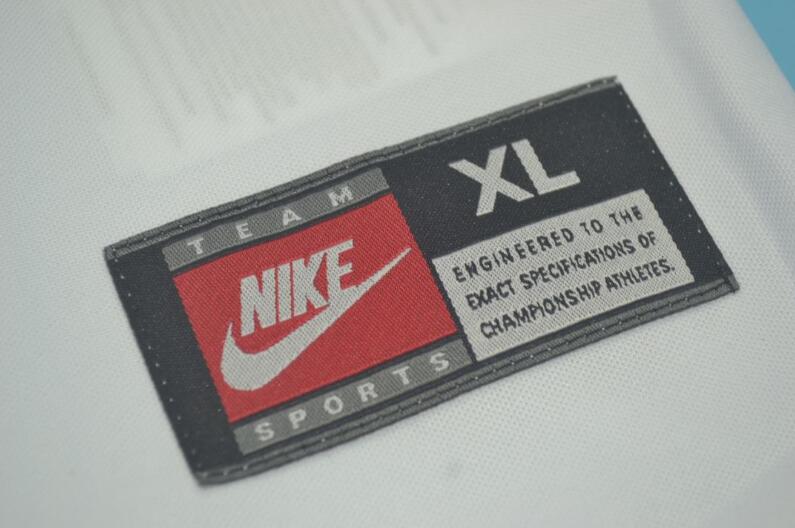 TEAM
NIKE
SPORTS
XL
ENGINEERED TO THE
EXACT SPECIFICATIONS OF
CHAMPIONSHIP ATHLETES.